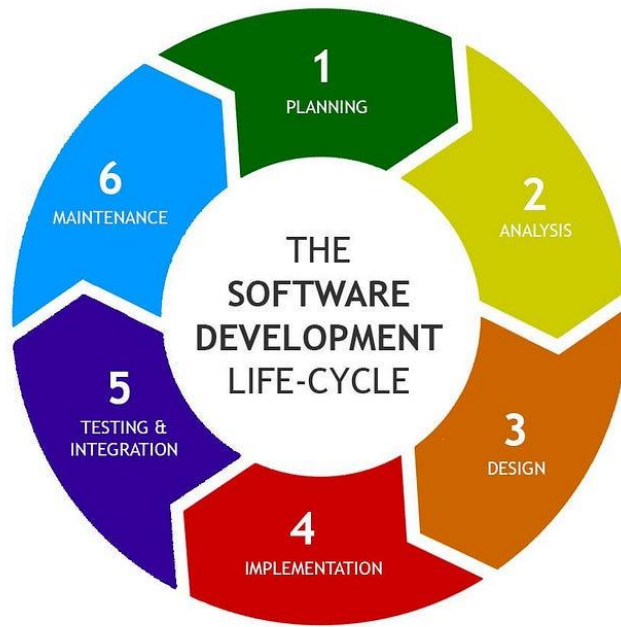 THE
SOFTWARE
DEVELOPMENT
LIFE-CYCLE
1
PLANNING
2
ANALYSIS
3
DESIGN
4
IMPLEMENTATION
5
TESTING &
INTEGRATION
6
MAINTENANCE